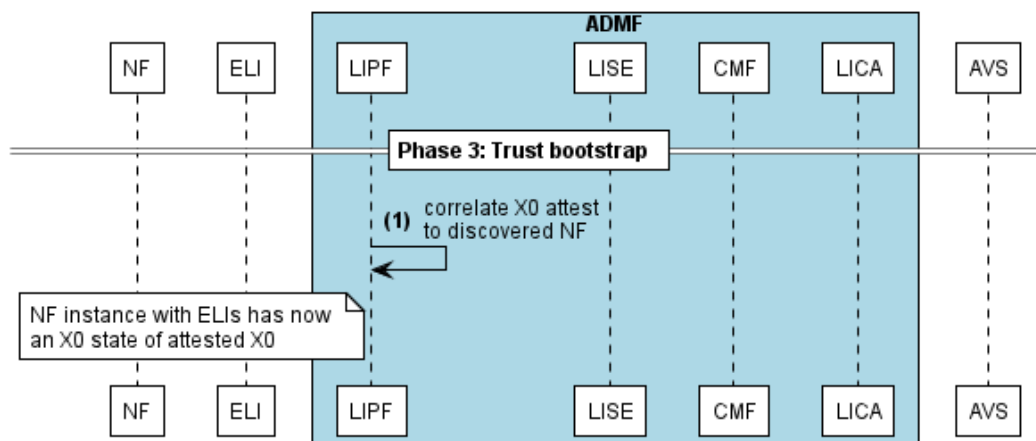 ADMF
NF ELI LIPF LISE CMF LICA AVS
Phase 3: Trust bootstrap
(1) correlate X0 attest
to discovered NF
NF instance with ELIs has now
an X0 state of attested X0
NF ELI LIPF LISE CMF LICA AVS